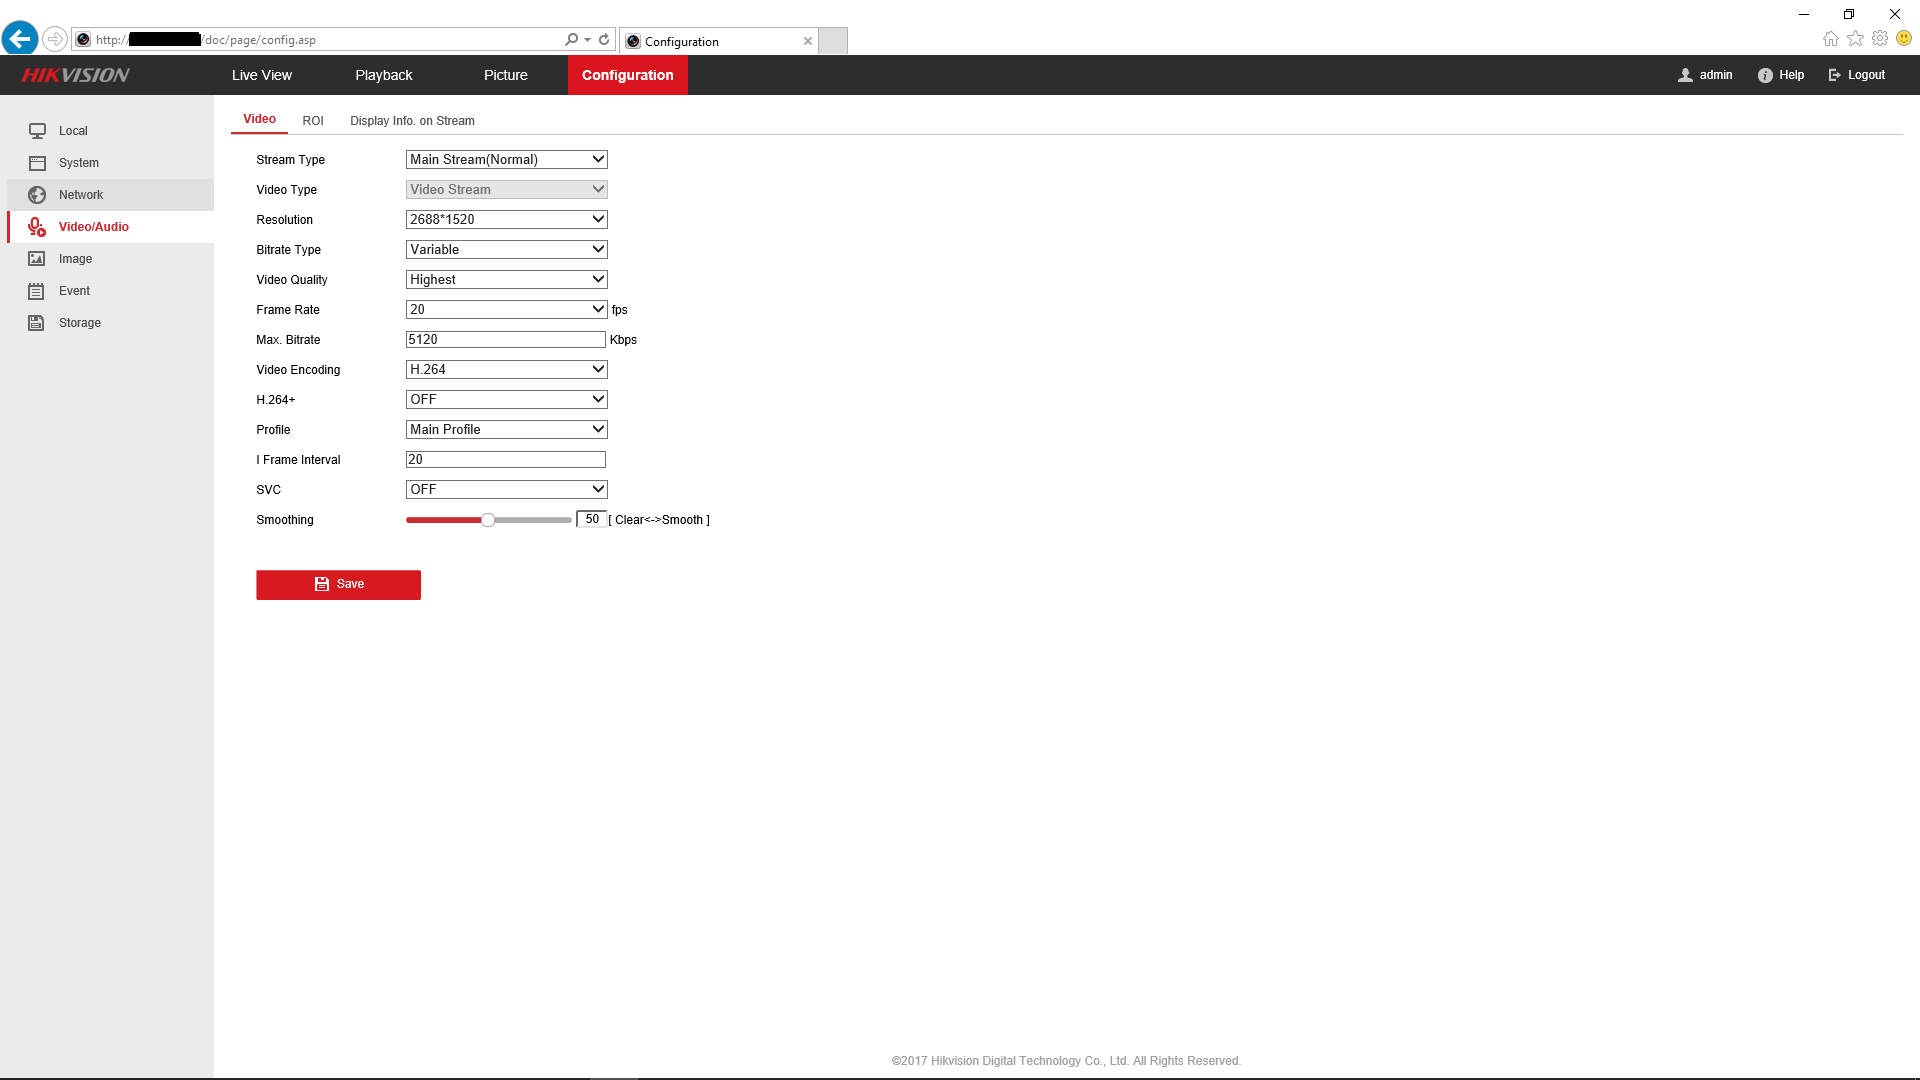 http:// /doc/page/config.asp
Configuration
HIKVISION Live View Playback Picture Configuration admin Help Logout
Local
System
Network
Video/Audio
Image
Event
Storage
Video ROI Display Info. on Stream
Stream Type Main Stream(Normal)
Video Type Video Stream
Resolution 2688*1520
Bitrate Type Variable
Video Quality Highest
Frame Rate 20 fps
Max. Bitrate 5120 Kbps
Video Encoding H.264
H.264+ OFF
Profile Main Profile
I Frame Interval 20
SVC OFF
Smoothing 50 [ Clear<->Smooth ]
Save
©2017 Hikvision Digital Technology Co., Ltd. All Rights Reserved.